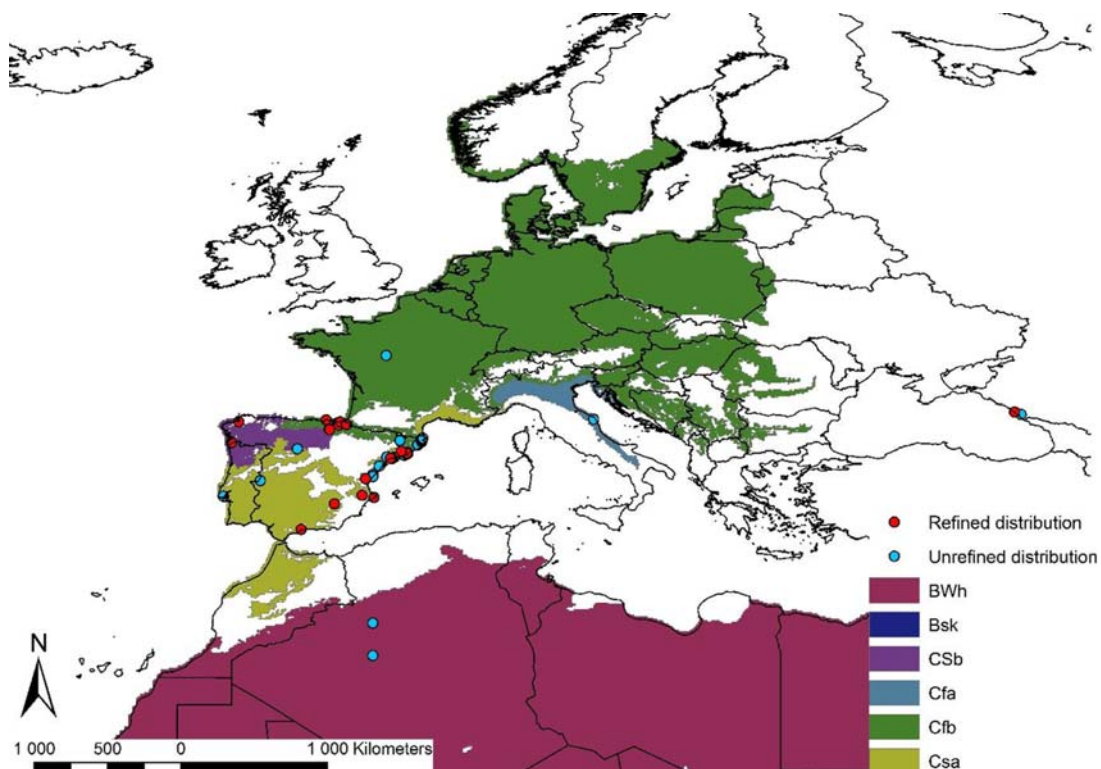 Refined distribution
Unrefined distribution
BWh
Bsk
CSb
Cfa
Cfb
Csa
N
1 000 500 0 1 000 Kilometers